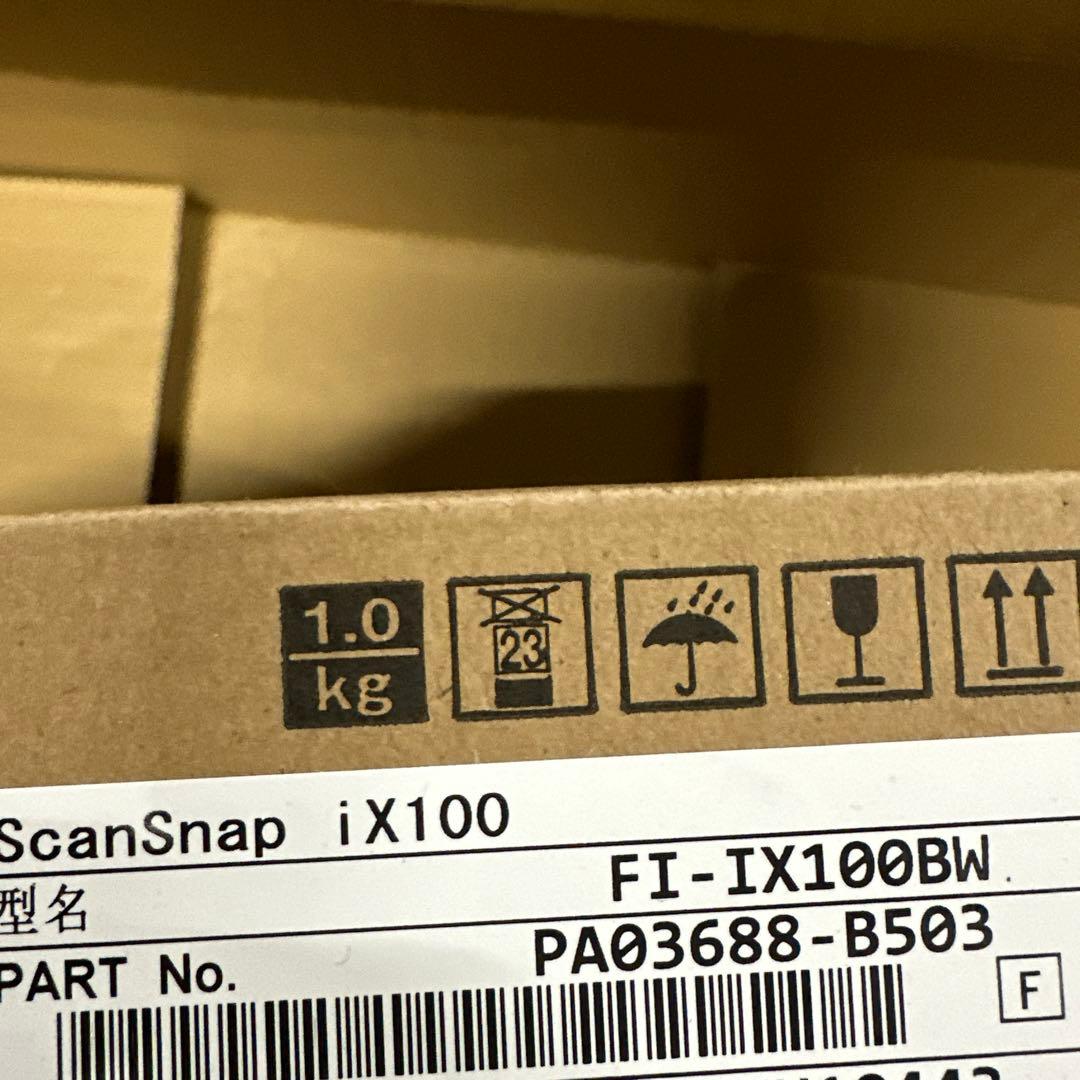 1.0
kg
23
ScanSnap iX100
型名 FI-IX100BW
PART No. PA03688-B503
F